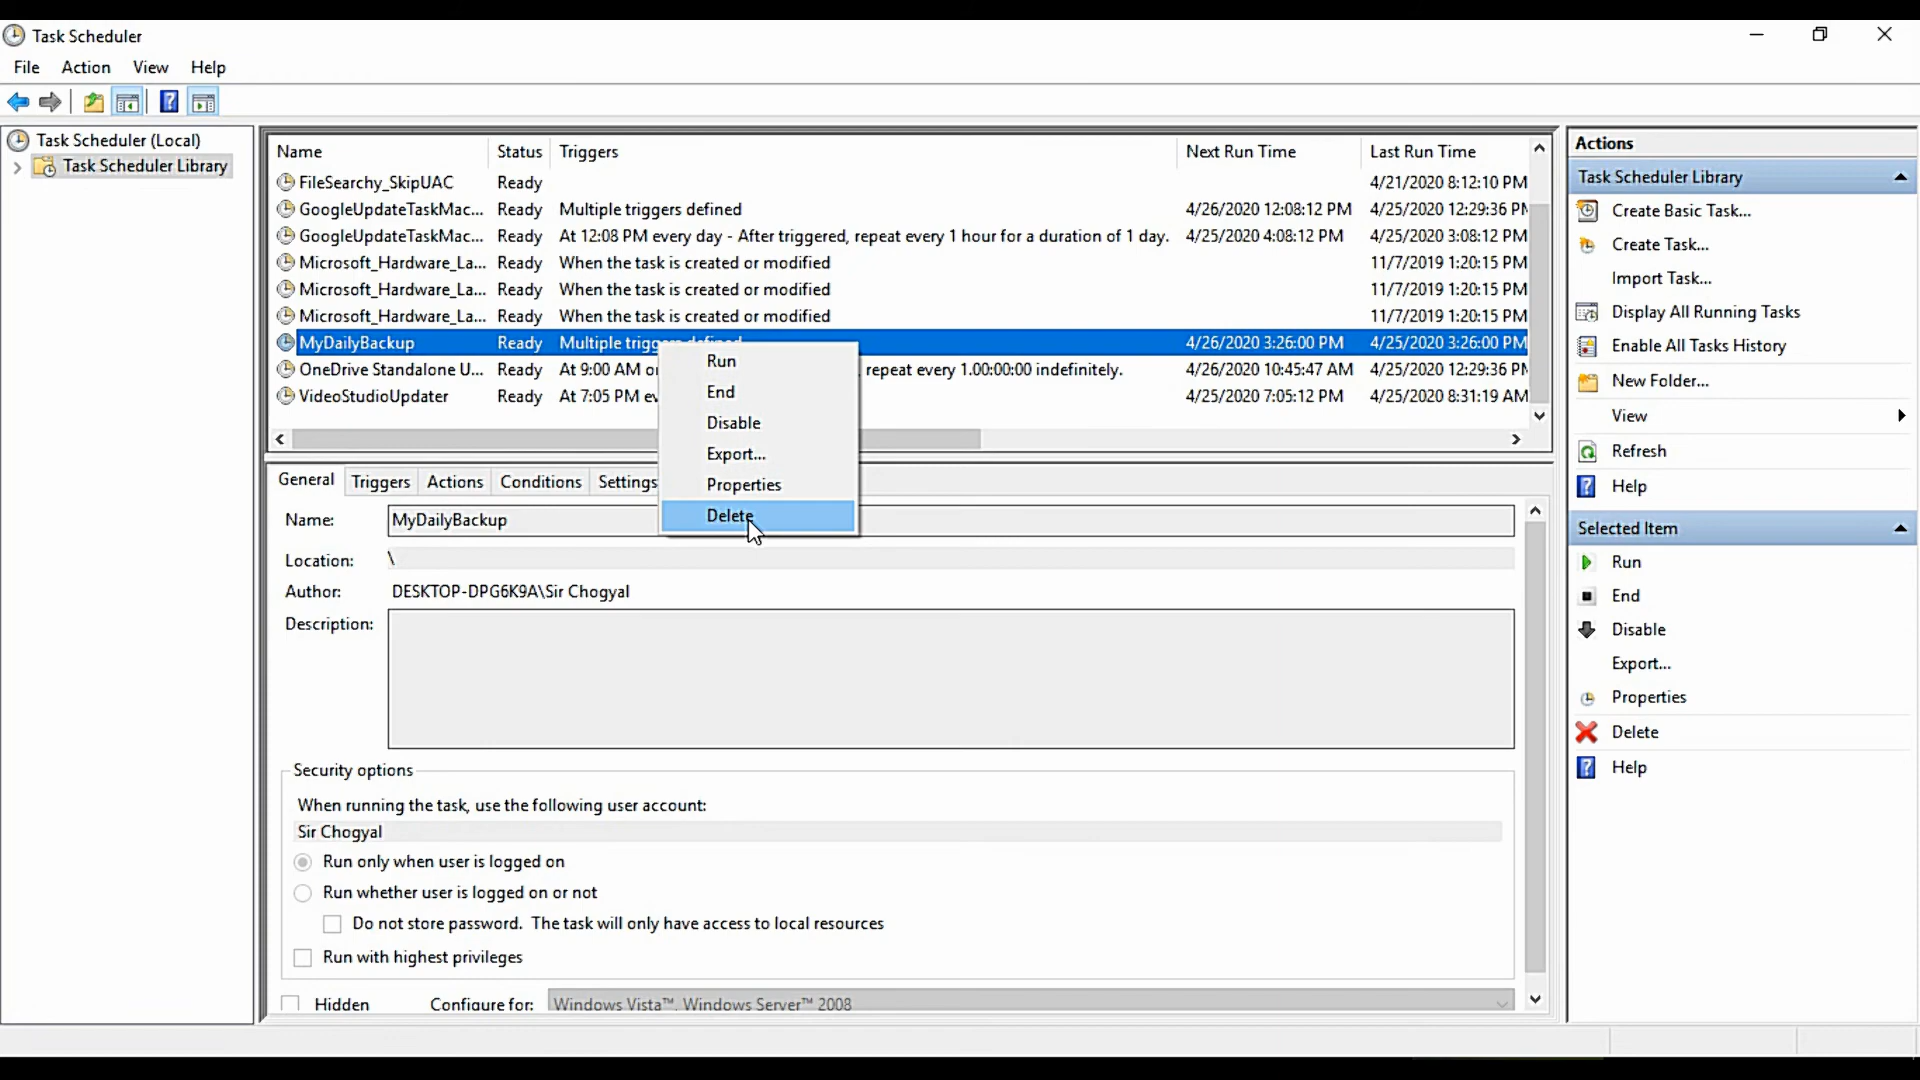 Task Scheduler
File Action View Help
Task Scheduler (Local)
Task Scheduler Library
Name Status Triggers Next Run Time Last Run Time
FileSearchy_SkipUAC Ready 4/21/2020 8:12:10 PM
GoogleUpdateTaskMac... Ready Multiple triggers defined 4/26/2020 12:08:12 PM 4/25/2020 12:29:36 PM
GoogleUpdateTaskMac... Ready At 12:08 PM every day - After triggered, repeat every 1 hour for a duration of 1 day. 4/25/2020 4:08:12 PM 4/25/2020 3:08:12 PM
Microsoft_Hardware_La... Ready When the task is created or modified 11/7/2019 1:20:15 PM
Microsoft_Hardware_La... Ready When the task is created or modified 11/7/2019 1:20:15 PM
Microsoft_Hardware_La... Ready When the task is created or modified 11/7/2019 1:20:15 PM
MyDailyBackup Ready Multiple triggers defined 4/26/2020 3:26:00 PM 4/25/2020 3:26:00 PM
OneDrive Standalone U... Ready At 9:00 AM repeat every 1.00:00:00 indefinitely. 4/26/2020 10:45:47 AM 4/25/2020 12:29:36 PM
VideoStudioUpdater Ready At 7:05 PM 4/25/2020 7:05:12 PM 4/25/2020 8:31:19 AM
Run
End
Disable
Export...
Properties
Delete
General Triggers Actions Conditions Settings
Name: MyDailyBackup
Location: \
Author: DESKTOP-DPG6K9A\Sir Chogyal
Description:
Security options
When running the task, use the following user account:
Sir Chogyal
Run only when user is logged on
Run whether user is logged on or not
Do not store password. The task will only have access to local resources
Run with highest privileges
Hidden Configure for: Windows Vista™, Windows Server™ 2008
Actions
Task Scheduler Library
Create Basic Task...
Create Task...
Import Task...
Display All Running Tasks
Enable All Tasks History
New Folder...
View
Refresh
Help
Selected Item
Run
End
Disable
Export...
Properties
Delete
Help